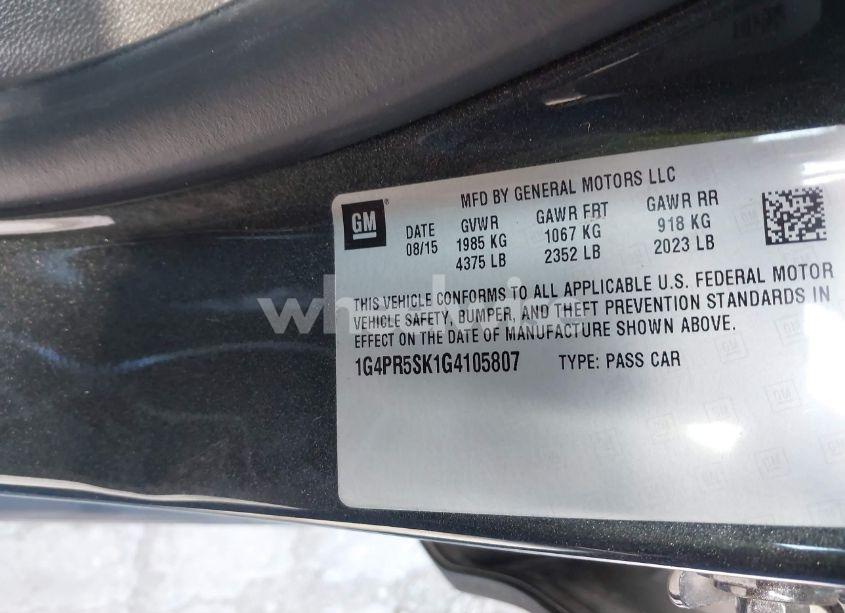 MFD BY GENERAL MOTORS LLC
GM
DATE GVWR GAWR FRT GAWR RR
08/15 1985 KG 1067 KG 918 KG
4375 LB 2352 LB 2023 LB
THIS VEHICLE CONFORMS TO ALL APPLICABLE U.S. FEDERAL MOTOR
VEHICLE SAFETY, BUMPER, AND THEFT PREVENTION STANDARDS IN
EFFECT ON THE DATE OF MANUFACTURE SHOWN ABOVE.
1G4PR5SK1G4105807 TYPE: PASS CAR